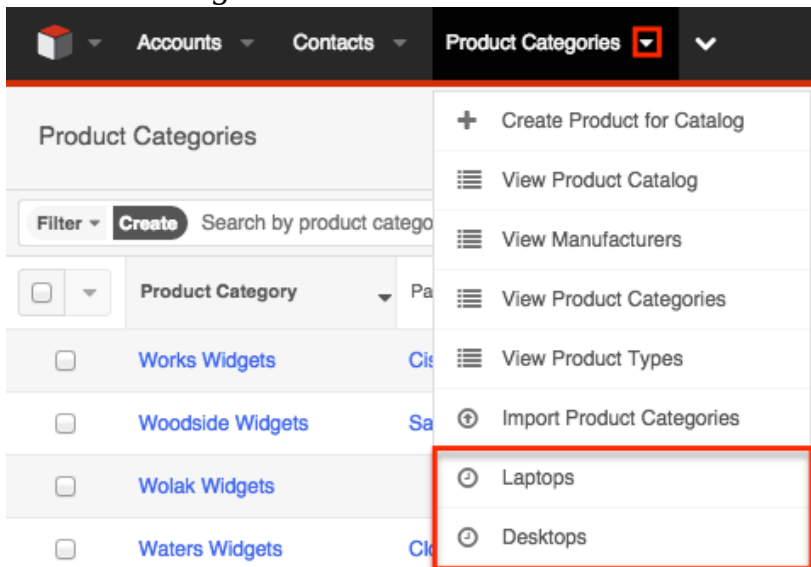 Accounts Contacts Product Categories
Product Categories
Create Product for Catalog
View Product Catalog
Filter Create Search by product catego
View Manufacturers
Product Category Pa
View Product Categories
Works Widgets Cis
View Product Types
Woodside Widgets Sa
Import Product Categories
Wolak Widgets
Laptops
Waters Widgets Clo
Desktops